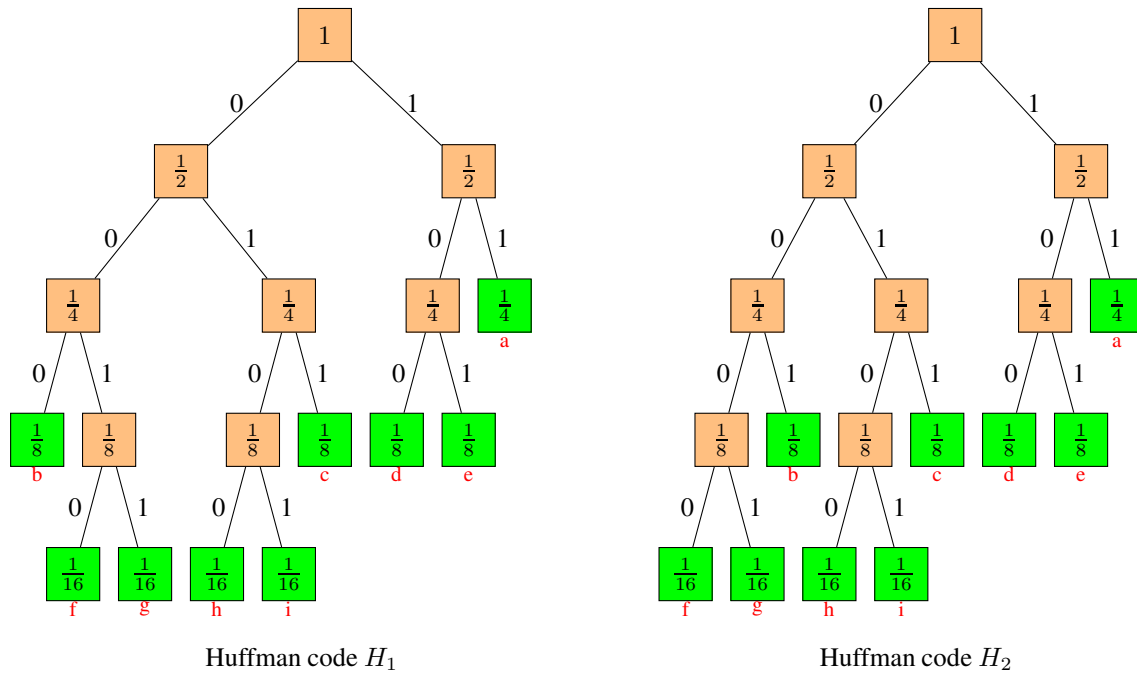 1 1
0 1 0 1
1/2 1/2 1/2 1/2
0 1 0 1 0 1 0 1
1/4 1/4 1/4 1/4 1/4 1/4 1/4 1/4
a a
0 1 0 1 0 1 0 1 0 1 0 1
1/8 1/8 1/8 1/8 1/8 1/8 1/8 1/8 1/8 1/8 1/8 1/8
b c d e b c d e
0 1 0 1 0 1 0 1
1/16 1/16 1/16 1/16 1/16 1/16 1/16 1/16
f g h i f g h i
Huffman code H₁ Huffman code H₂